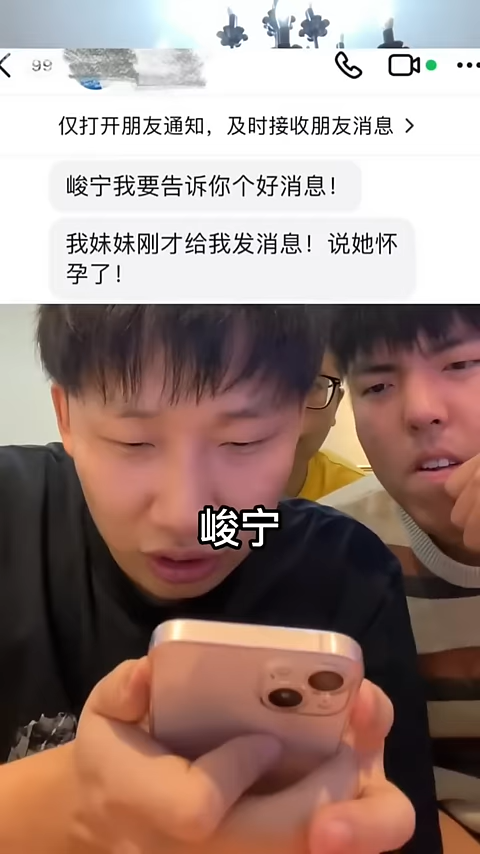 99
仅打开朋友通知，及时接收朋友消息
峻宁我要告诉你个好消息！
我妹妹刚才给我发消息！说她怀
孕了！
峻宁